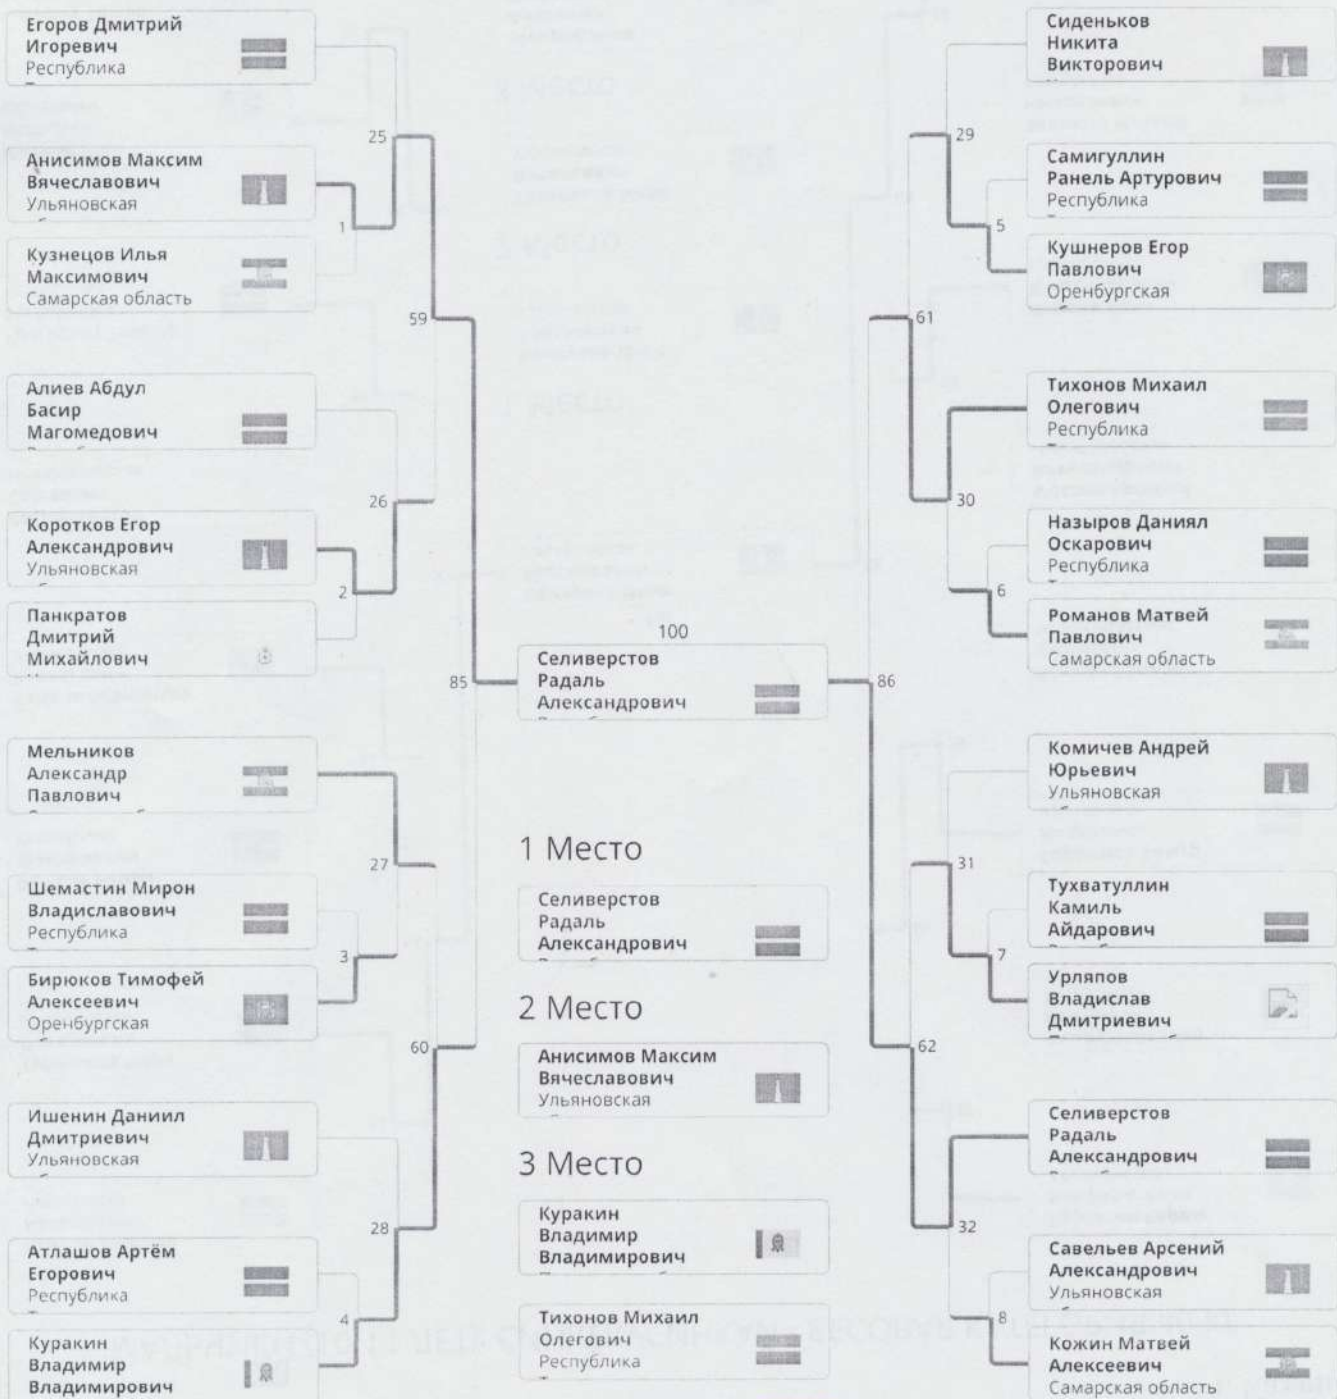 Егоров Дмитрий
Игоревич
Республика
25
Анисимов Максим
Вячеславович
Ульяновская
1
Кузнецов Илья
Максимович
Самарская область
59
Алиев Абдул
Басир
Магомедович
26
Коротков Егор
Александрович
Ульяновская
2
Панкратов
Дмитрий
Михайлович
85
Мельников
Александр
Павлович
27
Шемастин Мирон
Владиславович
Республика
3
Бирюков Тимофей
Алексеевич
Оренбургская
60
Ишенин Даниил
Дмитриевич
Ульяновская
28
Атлашов Артём
Егорович
Республика
4
Куракин
Владимир
Владимирович
100
Селиверстов
Радаль
Александрович
1 Место
Селиверстов
Радаль
Александрович
2 Место
Анисимов Максим
Вячеславович
Ульяновская
3 Место
Куракин
Владимир
Владимирович
Тихонов Михаил
Олегович
Республика
Сиденьков
Никита
Викторович
29
Самигуллин
Ранель Артурович
Республика
5
Кушнеров Егор
Павлович
Оренбургская
61
Тихонов Михаил
Олегович
Республика
30
Назыров Даниял
Оскарович
Республика
6
Романов Матвей
Павлович
Самарская область
86
Комичев Андрей
Юрьевич
Ульяновская
31
Тухватуллин
Камиль
Айдарович
7
Урляпов
Владислав
Дмитриевич
62
Селиверстов
Радаль
Александрович
32
Савельев Арсений
Александрович
Ульяновская
8
Кожин Матвей
Алексеевич
Самарская область